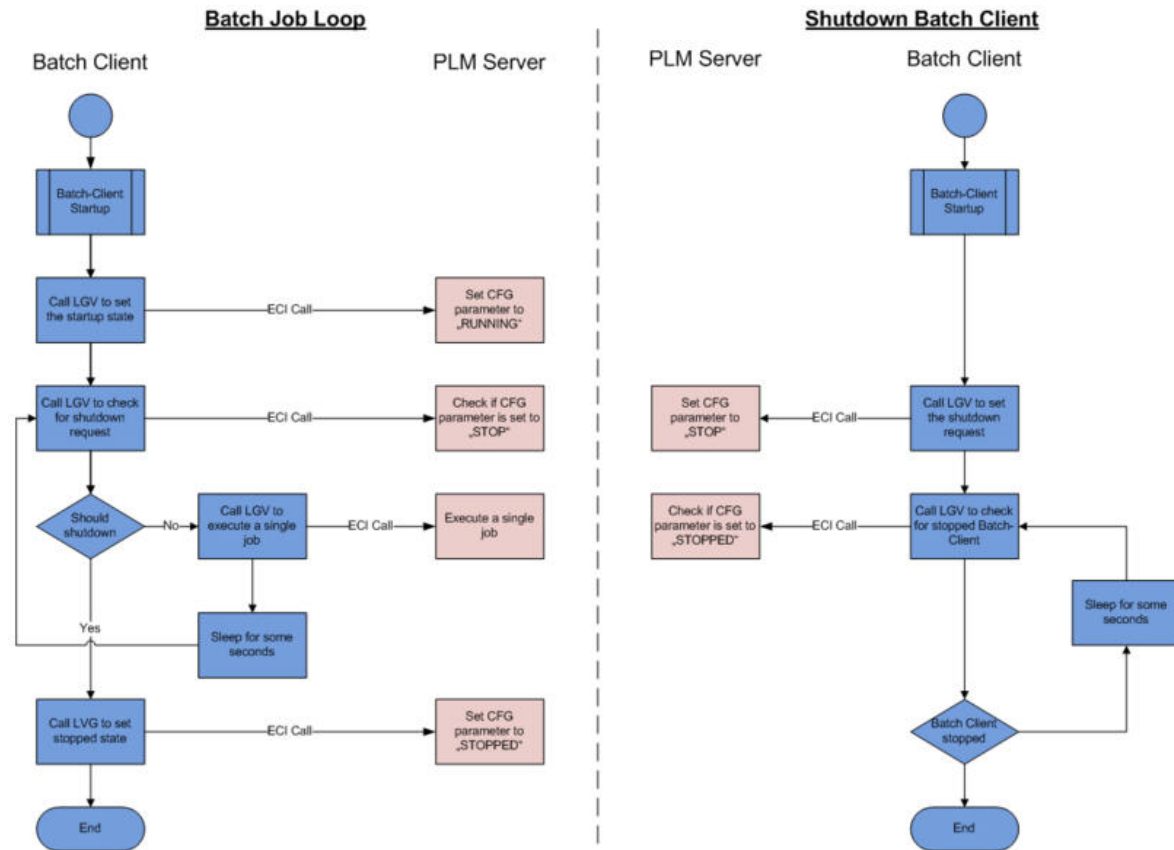 Batch Job Loop
Batch Client
PLM Server
Batch-Client
Startup
Call LGV to set
the startup state
ECI Call
Set CFG
parameter to
„RUNNING“
Call LGV to check
for shutdown
request
ECI Call
Check if CFG
parameter is set to
„STOP“
Should
shutdown
No
Call LGV to
execute a single
job
ECI Call
Execute a single
job
Yes
Sleep for some
seconds
Call LVG to set
stopped state
ECI Call
Set CFG
parameter to
„STOPPED“
End
Shutdown Batch Client
PLM Server
Batch Client
Batch-Client
Startup
Set CFG
parameter to
„STOP“
ECI Call
Call LGV to set
the shutdown
request
Check if CFG
parameter is set to
„STOPPED“
ECI Call
Call LGV to check
for stopped Batch-
Client
Sleep for some
seconds
Batch Client
stopped
End